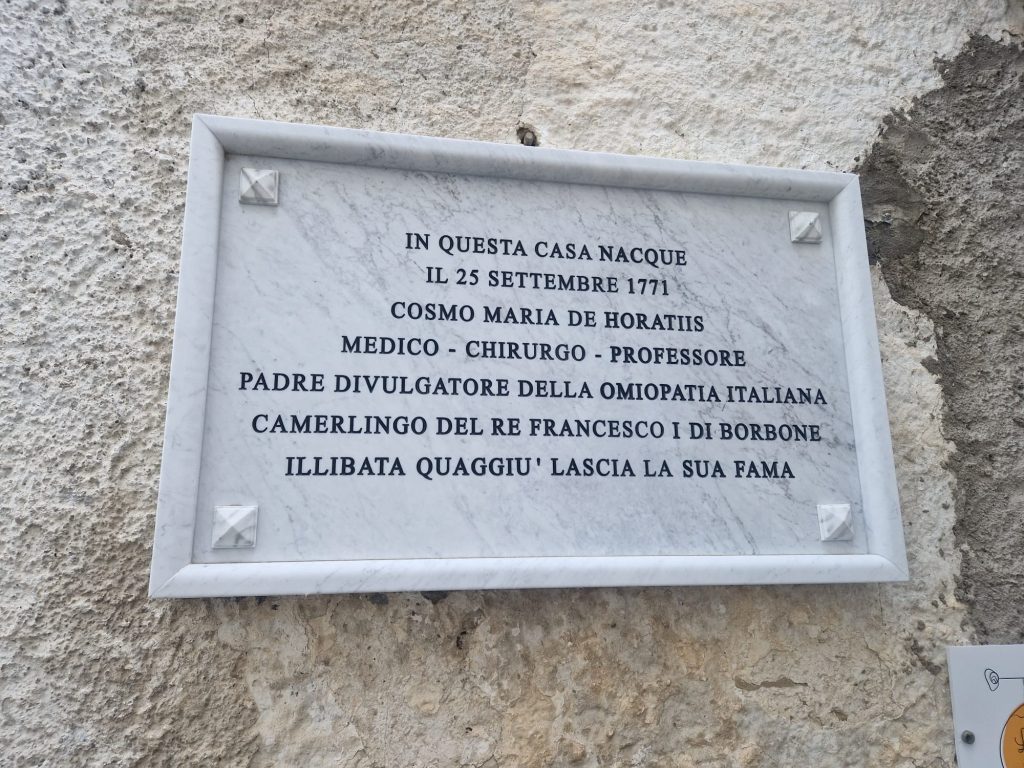 IN QUESTA CASA NACQUE
IL 25 SETTEMBRE 1771
COSMO MARIA DE HORATIIS
MEDICO - CHIRURGO - PROFESSORE
PADRE DIVULGATORE DELLA OMIOPATIA ITALIANA
CAMERLINGO DEL RE FRANCESCO I DI BORBONE
ILLIBATA QUAGGIU' LASCIA LA SUA FAMA